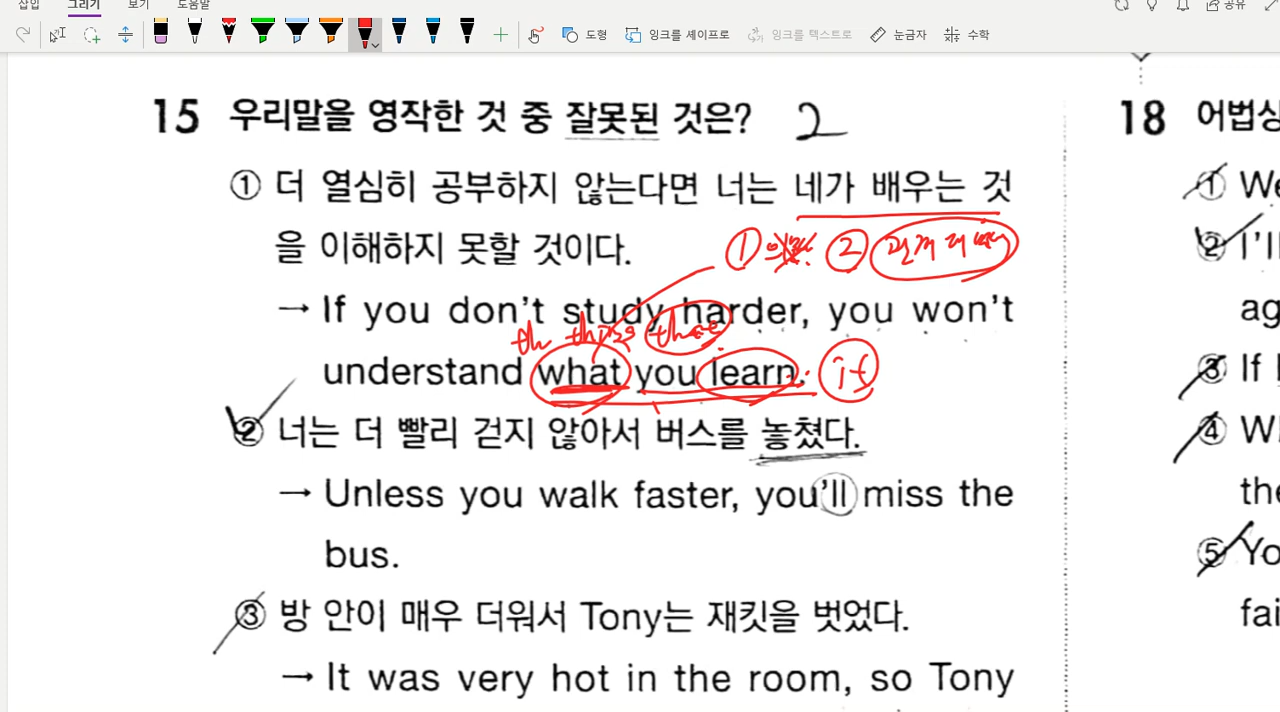 삽입 그리기 보기 도움말 공유
도형 잉크를 셰이프로 잉크를 텍스트로 눈금자 수학
15 우리말을 영작한 것 중 잘못된 것은? 2
① 더 열심히 공부하지 않는다면 너는 네가 배우는 것
을 이해하지 못할 것이다.
① ② 관계
→ If you don't study harder, you won't
that
understand what you learn. if
② 너는 더 빨리 걷지 않아서 버스를 놓쳤다.
→ Unless you walk faster, you'll miss the
bus.
③ 방 안이 매우 더워서 Tony는 재킷을 벗었다.
→ It was very hot in the room, so Tony
18 어법상
①
② I'll
ag
③ If
④
the
⑤ Yo
fai